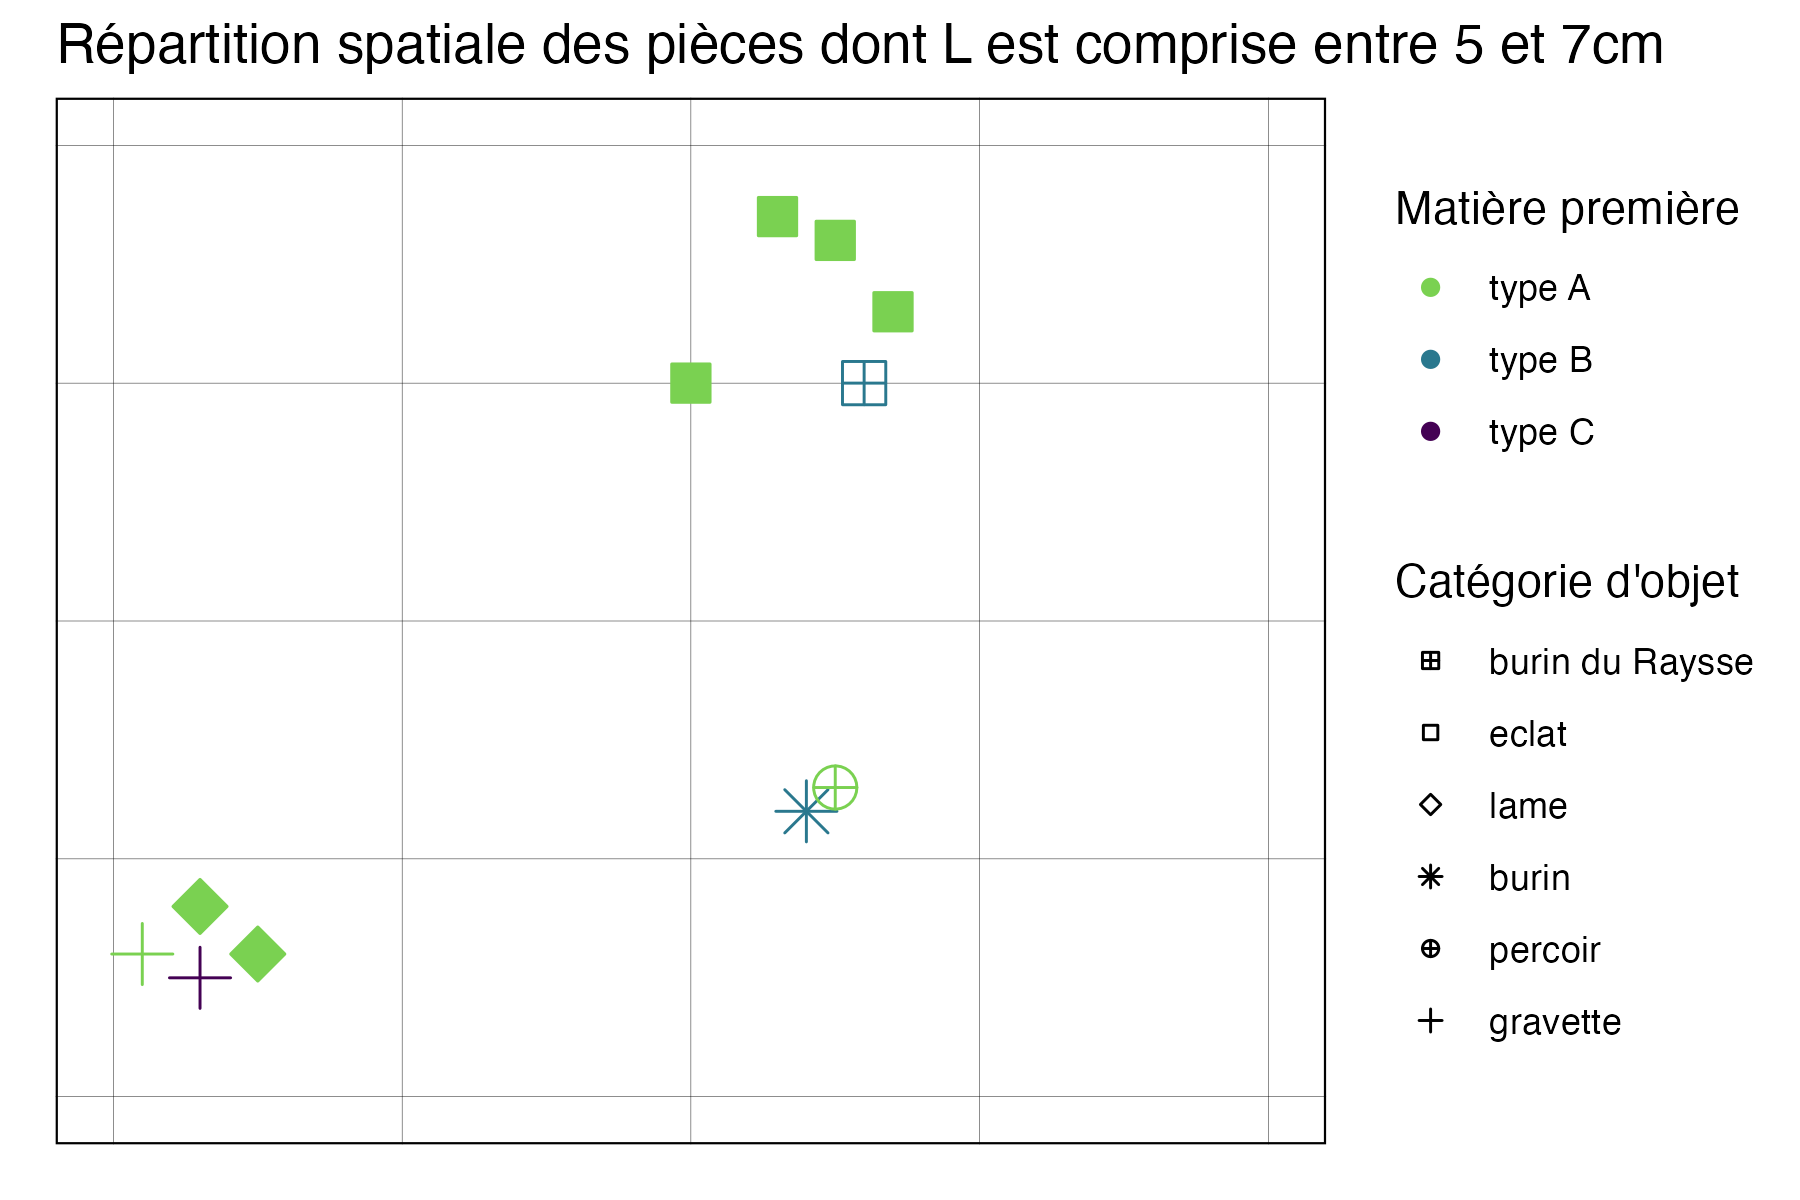 Répartition spatiale des pièces dont L est comprise entre 5 et 7cm
Matière première
type A
type B
type C
Catégorie d'objet
burin du Raysse
eclat
lame
burin
percoir
gravette